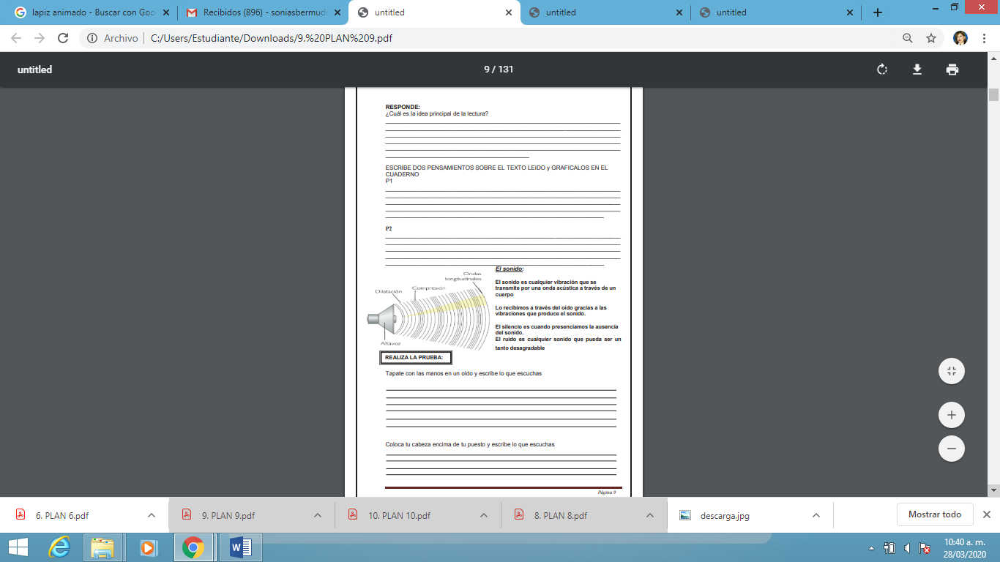 lapiz animado - Buscar con Goo
Recibidos (896) - soniasbermud
untitled
untitled
untitled
Archivo
C:/Users/Estudiante/Downloads/9.%20PLAN%209.pdf
untitled
9 / 131
RESPONDE:
¿Cuál es la idea principal de la lectura?
ESCRIBE DOS PENSAMIENTOS SOBRE EL TEXTO LEIDO y GRAFICALOS EN EL
CUADERNO
P1
P2
Ondas
longitudinales
Compresión
Dilatación
Altavoz
El sonido:
El sonido es cualquier vibración que se
transmite por una onda acústica a través de un
cuerpo
Lo recibimos a través del oído gracias a las
vibraciones que produce el sonido.
El silencio es cuando presenciamos la ausencia
del sonido.
El ruido es cualquier sonido que pueda ser un
tanto desagradable
REALIZA LA PRUEBA:
Tapate con las manos en un oído y escribe lo que escuchas
Coloca tu cabeza encima de tu puesto y escribe lo que escuchas
Página 9
6. PLAN 6.pdf
9. PLAN 9.pdf
10. PLAN 10.pdf
8. PLAN 8.pdf
descarga.jpg
Mostrar todo
10:40 a. m.
28/03/2020